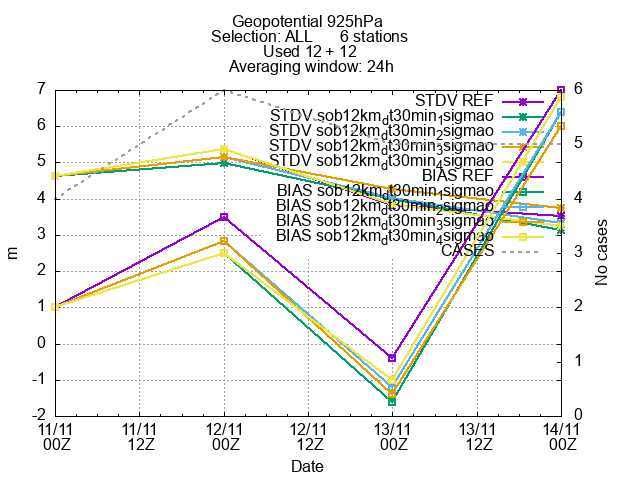 Geopotential 925hPa
Selection: ALL 6 stations
Used 12 + 12
Averaging window: 24h
7
6
5
4
3
2
1
0
-1
-2
m
6
5
4
3
2
1
0
No cases
STDV REF
STDV sob12km_dt30min_1sigmao
STDV sob12km_dt30min_2sigmao
STDV sob12km_dt30min_3sigmao
STDV sob12km_dt30min_4sigmao
BIAS REF
BIAS sob12km_dt30min_1sigmao
BIAS sob12km_dt30min_2sigmao
BIAS sob12km_dt30min_3sigmao
BIAS sob12km_dt30min_4sigmao
CASES
11/11 11/11 12/11 12/11 13/11 13/11 14/11
00Z 12Z 00Z 12Z 00Z 12Z 00Z
Date